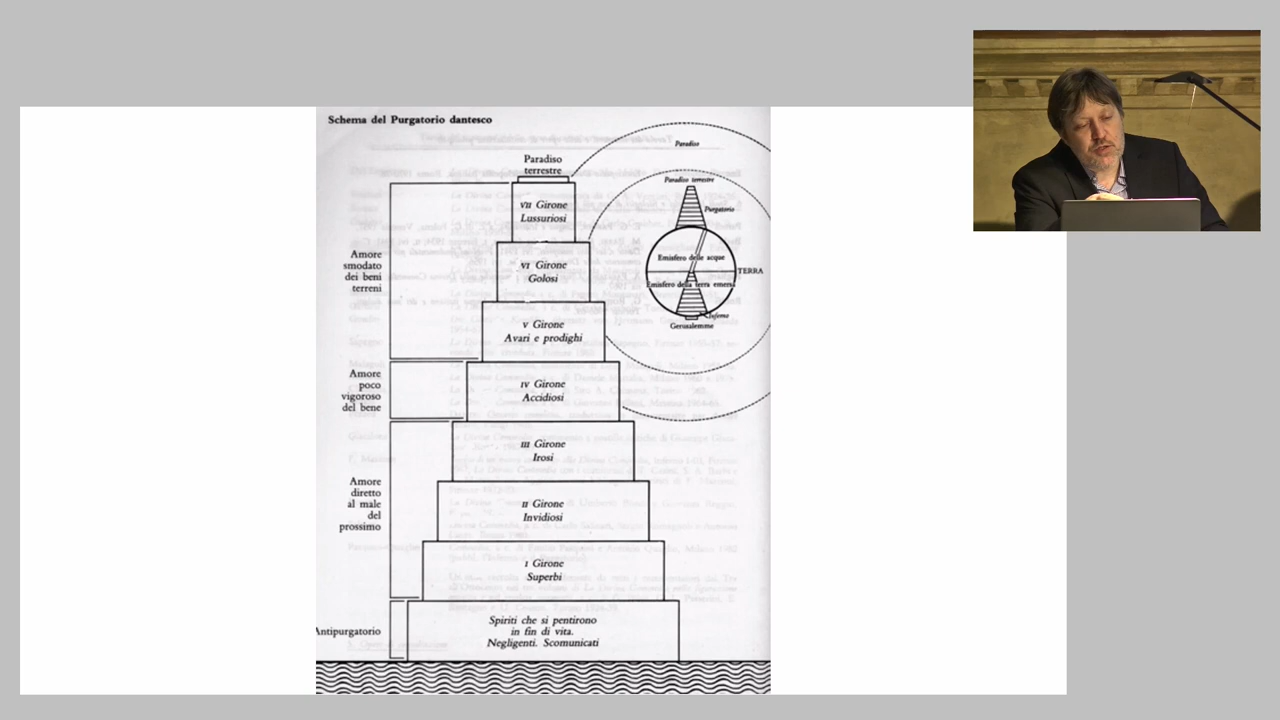 Schema del Purgatorio dantesco
Paradiso
terrestre
VII Girone
Lussuriosi
VI Girone
Golosi
V Girone
Avari e prodighi
IV Girone
Accidiosi
III Girone
Irosi
II Girone
Invidiosi
I Girone
Superbi
Spiriti che si pentirono
in fin di vita.
Negligenti. Scomunicati
Amore
smodato
dei beni
terreni
Amore
poco
vigoroso
del bene
Amore
diretto
al male
del
prossimo
Antipurgatorio
Paradiso
Paradiso terrestre
Purgatorio
Emisfero delle acque
TERRA
Emisfero della terra emersa
Inferno
Gerusalemme